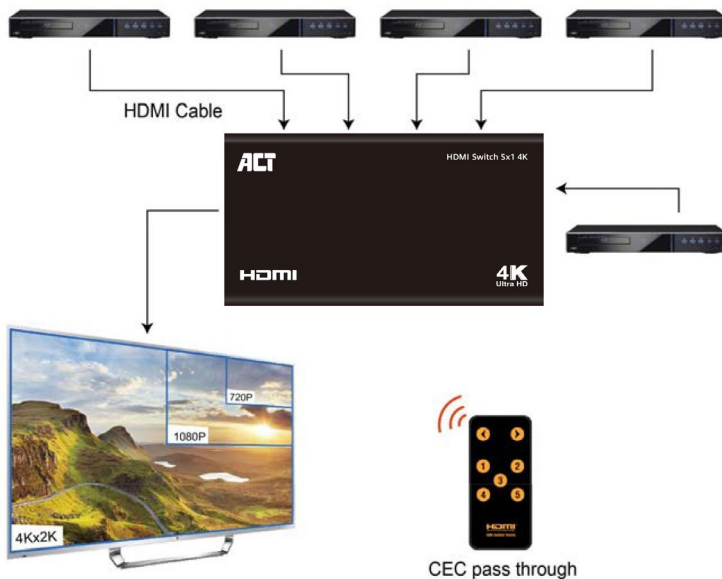 HDMI Cable
ACT
HDMI Switch 5x1 4K
HDMI
4K
Ultra HD
720P
1080P
4Kx2K
1
2
3
4
5
HDMI
CEC pass through